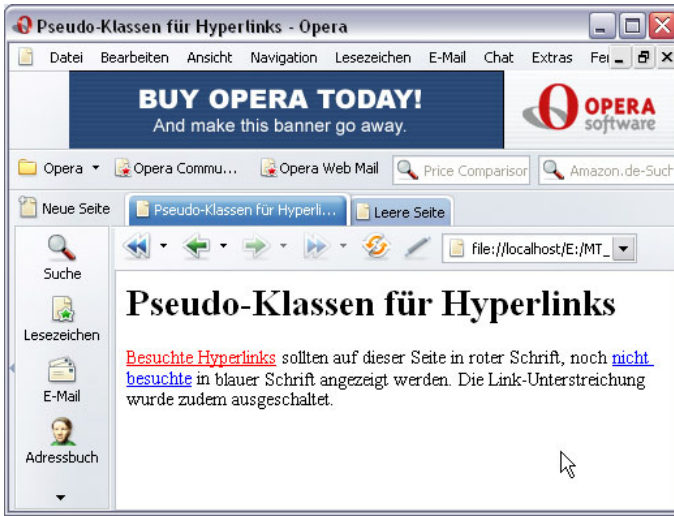 Pseudo-Klassen für Hyperlinks - Opera
Datei Bearbeiten Ansicht Navigation Lesezeichen E-Mail Chat Extras Fe
BUY OPERA TODAY!
And make this banner go away.
OPERA
software
Opera Opera Commu... Opera Web Mail Price Comparisor Amazon.de-Such
Neue Seite Pseudo-Klassen für Hyperli... Leere Seite
Suche
Lesezeichen
E-Mail
Adressbuch
file://localhost/E:/MT_
Pseudo-Klassen für Hyperlinks
Besuchte Hyperlinks sollten auf dieser Seite in roter Schrift, noch nicht
besuchte in blauer Schrift angezeigt werden. Die Link-Unterstreichung
wurde zudem ausgeschaltet.